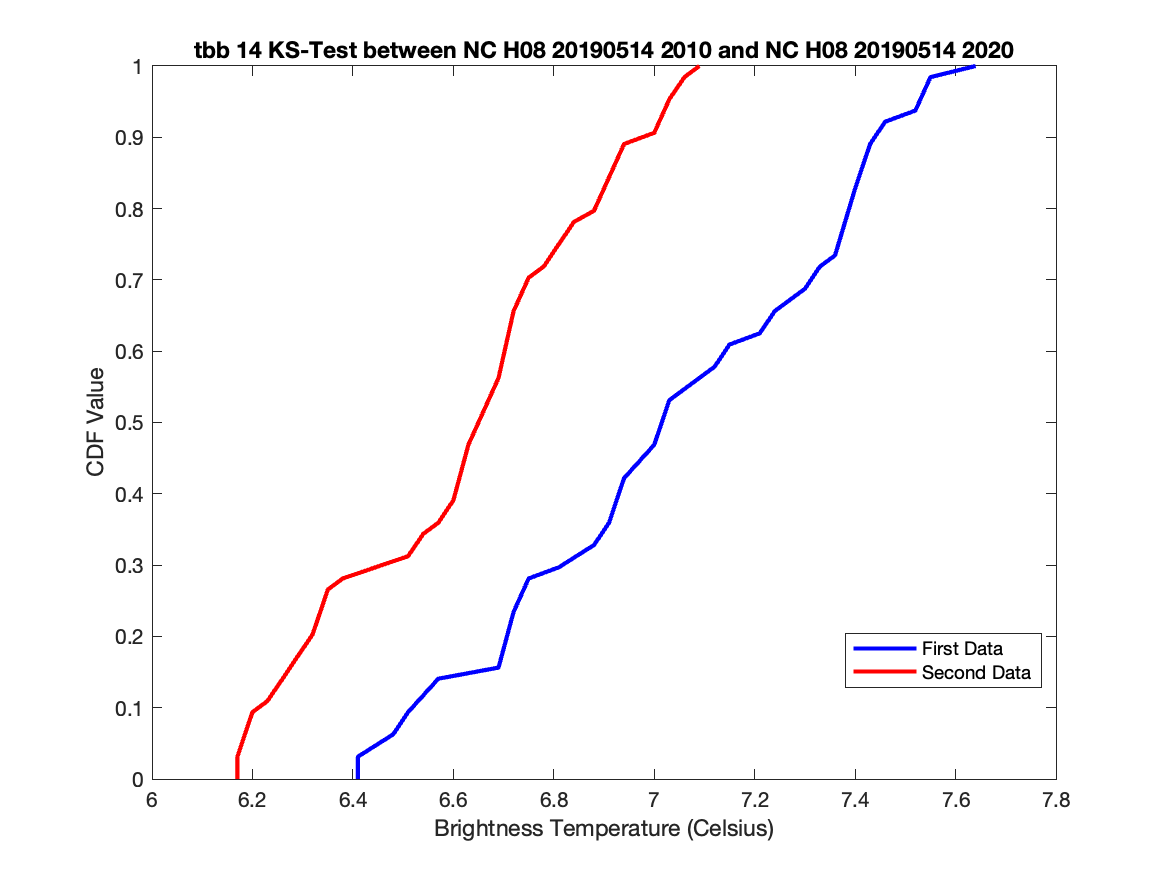 tbb 14 KS-Test between NC H08 20190514 2010 and NC H08 20190514 2020
1
0.9
0.8
0.7
0.6
0.5
0.4
0.3
0.2
0.1
0
CDF Value
First Data
Second Data
6 6.2 6.4 6.6 6.8 7 7.2 7.4 7.6 7.8
Brightness Temperature (Celsius)